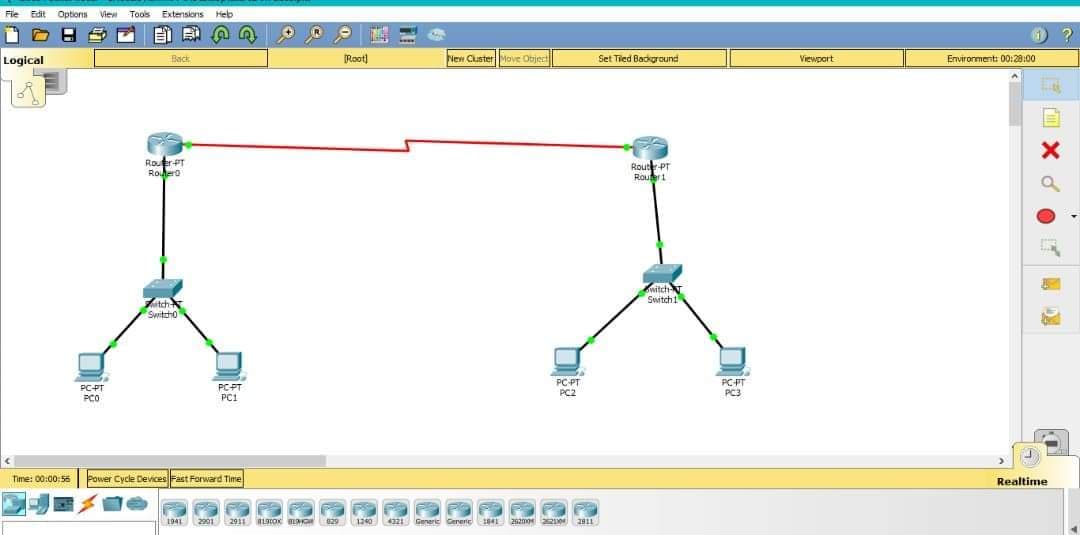 File Edit Options View Tools Extensions Help
Logical Back [Root] New Cluster Move Object Set Tiled Background Viewport Environment: 00:28:00
Router-PT
Router0
Router-PT
Router1
Switch-PT
Switch0
Switch-PT
Switch1
PC-PT
PC0
PC-PT
PC1
PC-PT
PC2
PC-PT
PC3
Time: 00:00:56 Power Cycle Devices Fast Forward Time Realtime
1941 2901 2911 819IOX 819HGW 829 1240 4321 Generic Generic 1841 2620XM 2621XM 2811